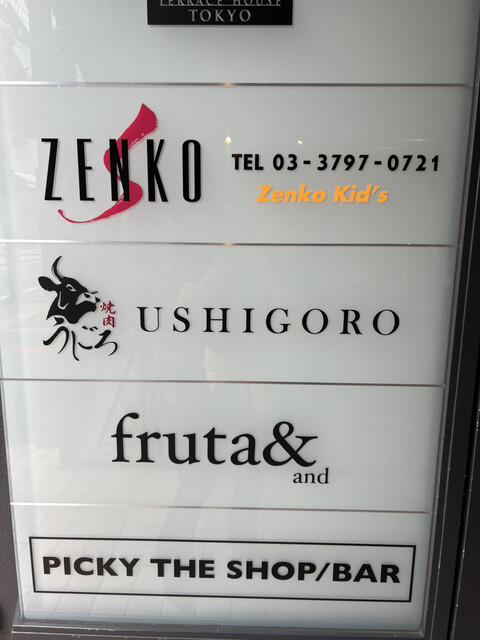 TERRACE HOUSE
TOKYO
ZENKO
TEL 03-3797-0721
Zenko Kid's
焼肉
うしごろ
USHIGORO
fruta&
and
PICKY THE SHOP/BAR